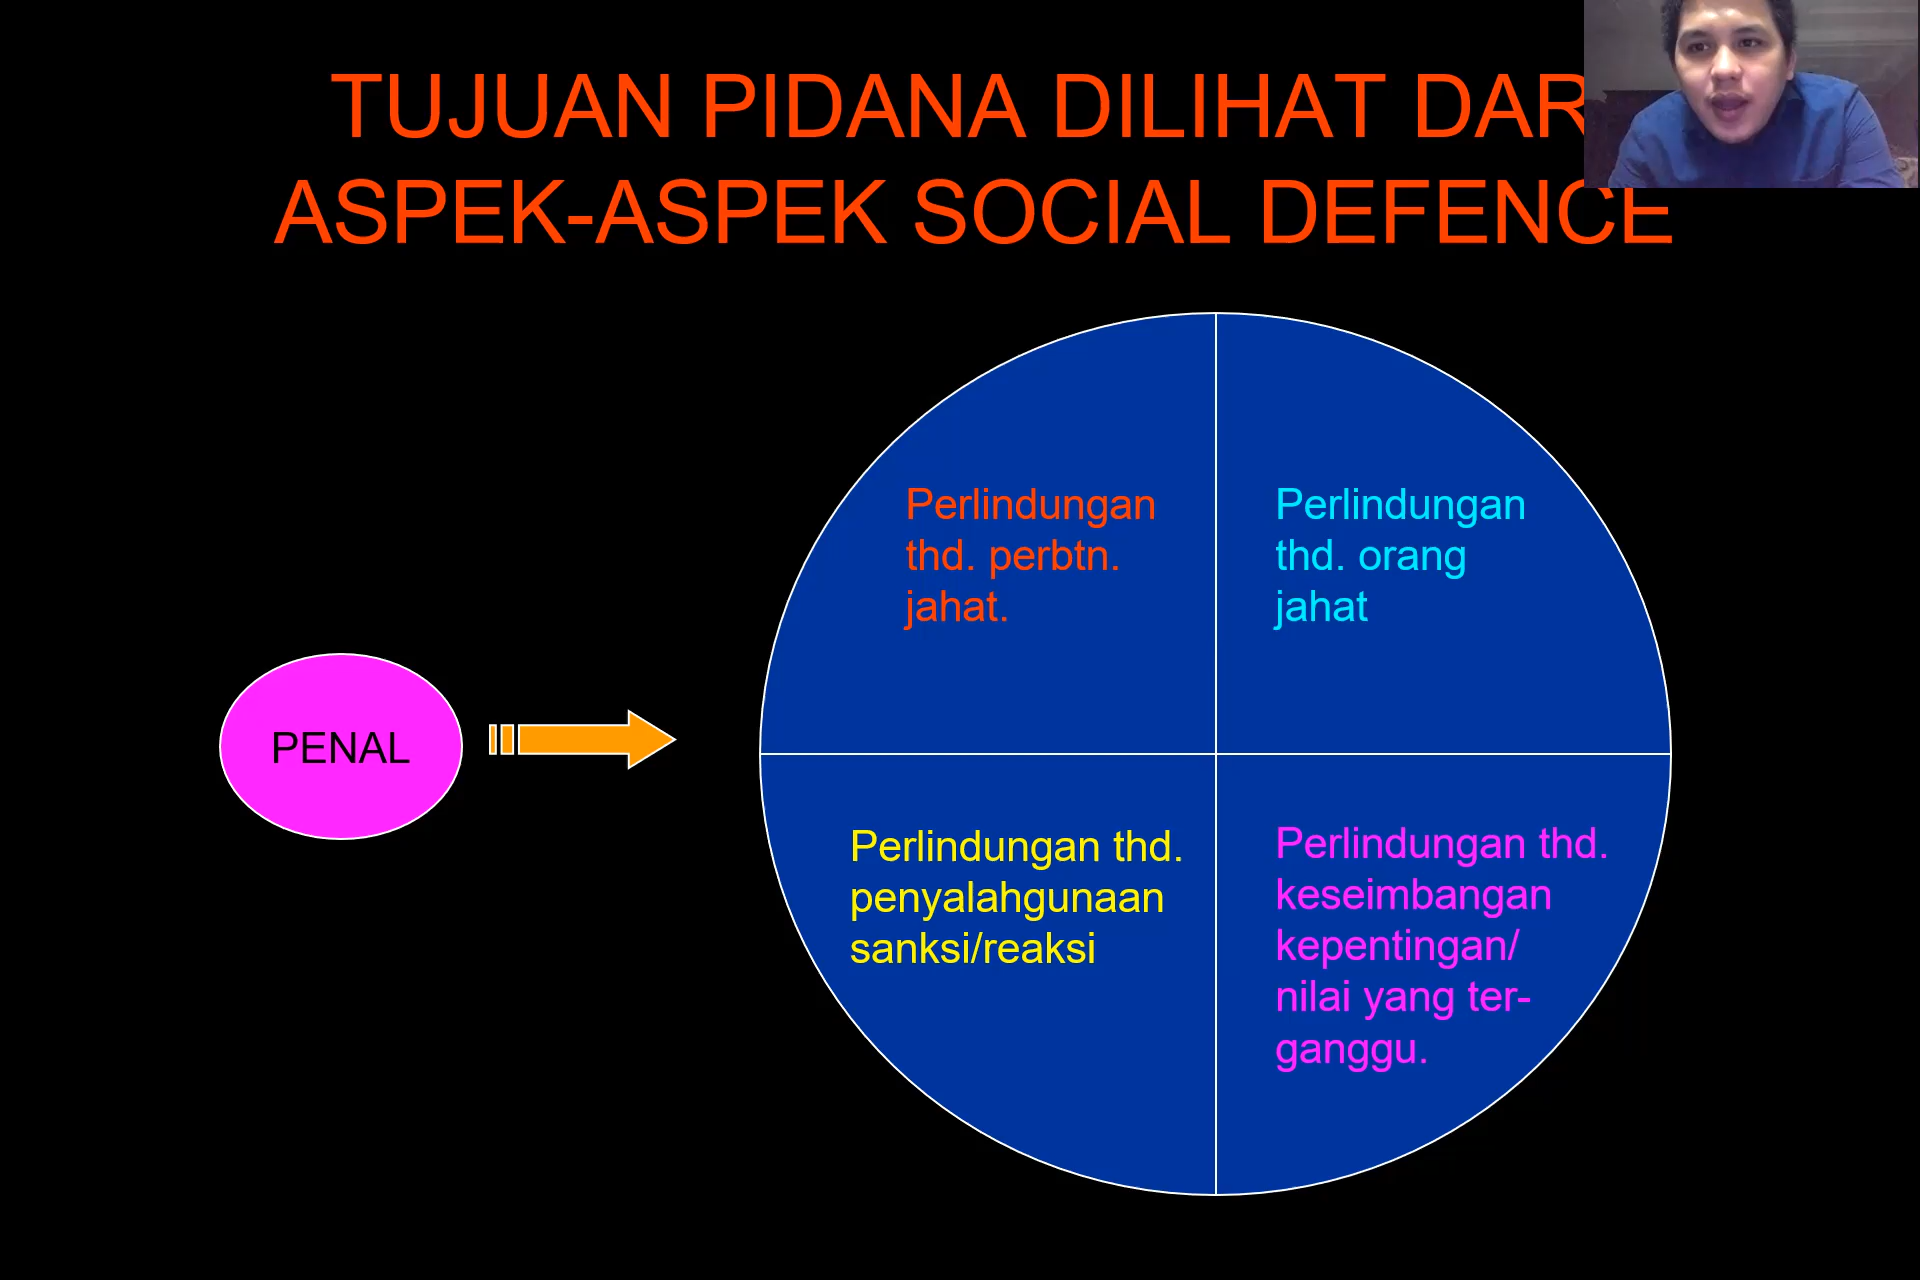 TUJUAN PIDANA DILIHAT DAR
ASPEK-ASPEK SOCIAL DEFENCE
Perlindungan
thd. perbtn.
jahat.
Perlindungan
thd. orang
jahat
PENAL
Perlindungan thd.
penyalahgunaan
sanksi/reaksi
Perlindungan thd.
keseimbangan
kepentingan/
nilai yang ter-
ganggu.